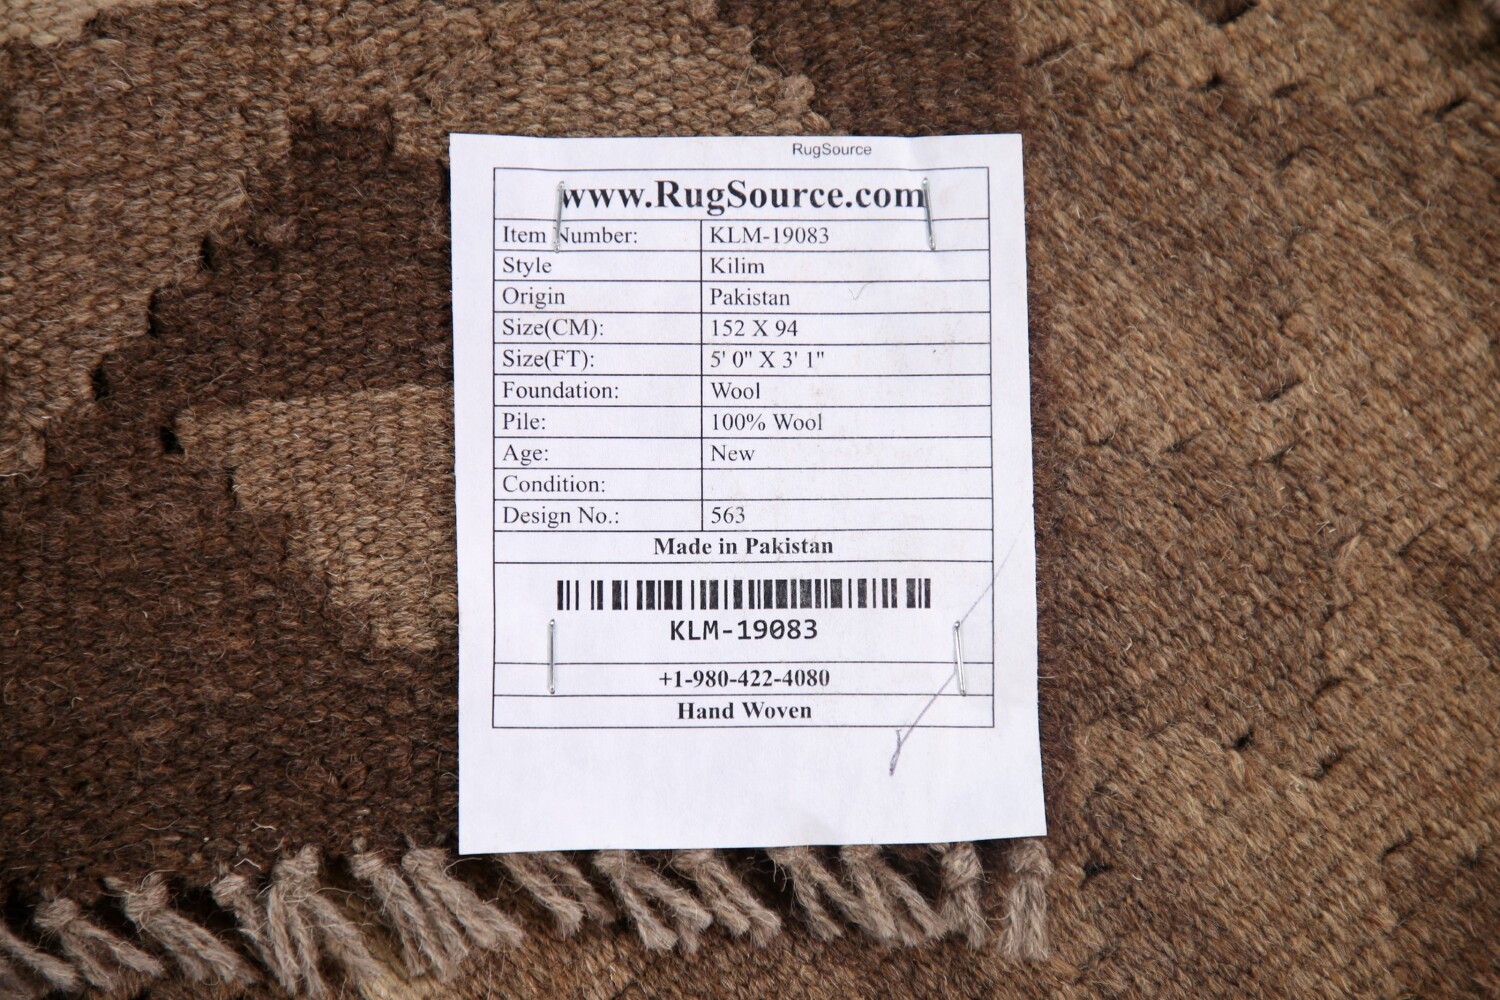 RugSource
www.RugSource.com
Item Number: KLM-19083
Style Kilim
Origin Pakistan
Size(CM): 152 X 94
Size(FT): 5' 0" X 3' 1"
Foundation: Wool
Pile: 100% Wool
Age: New
Condition:
Design No.: 563
Made in Pakistan
KLM-19083
+1-980-422-4080
Hand Woven